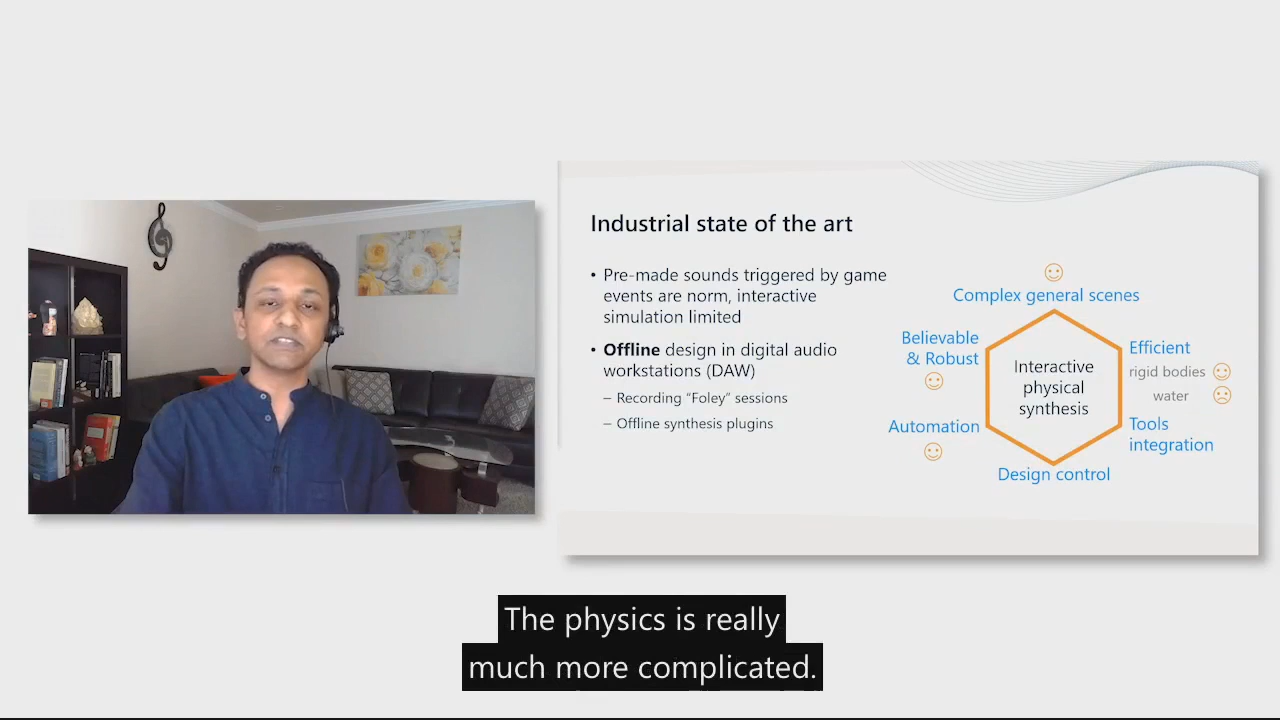 Industrial state of the art
• Pre-made sounds triggered by game
events are norm, interactive
simulation limited
• Offline design in digital audio
workstations (DAW)
– Recording “Foley” sessions
– Offline synthesis plugins
Complex general scenes
Believable
& Robust
Efficient
rigid bodies
water
Interactive
physical
synthesis
Automation
Tools
integration
Design control
The physics is really
much more complicated.